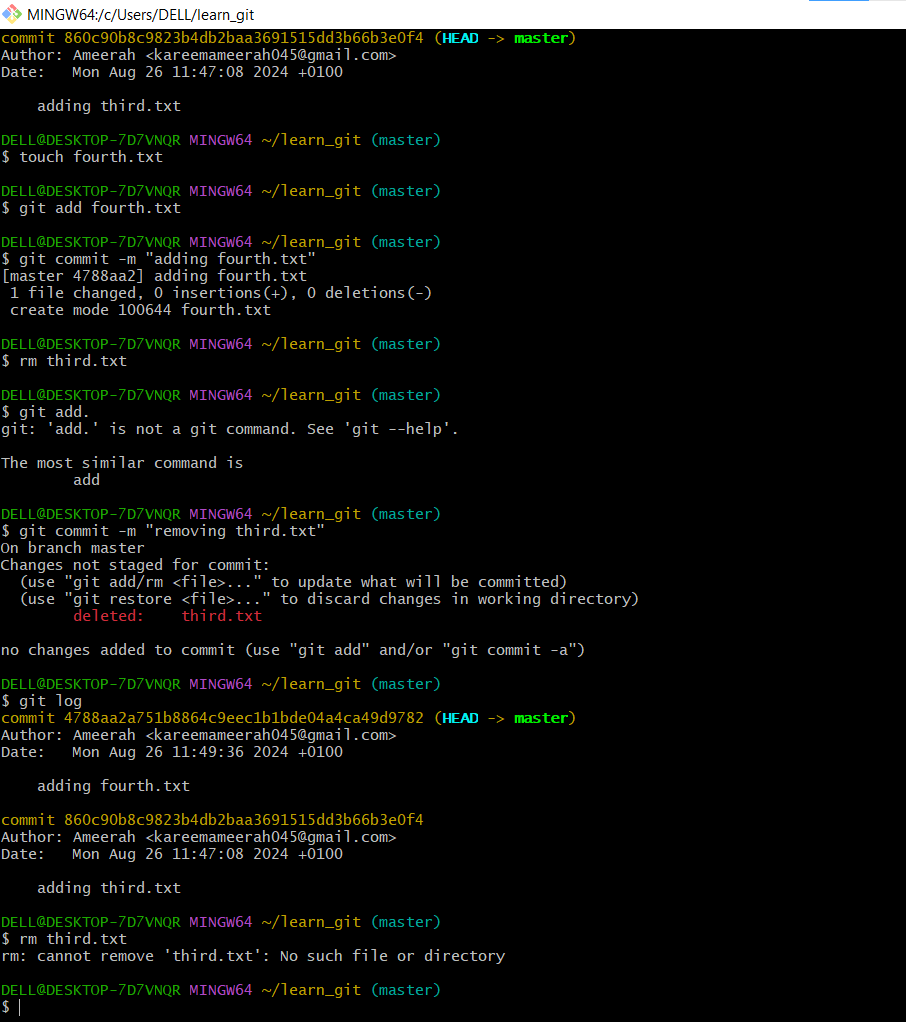 MINGW64:/c/Users/DELL/learn_git
commit 860c90b8c9823b4db2baa3691515dd3b66b3e0f4 (HEAD -> master)
Author: Ameerah <kareemameerah045@gmail.com>
Date:   Mon Aug 26 11:47:08 2024 +0100

    adding third.txt

DELL@DESKTOP-7D7VNQR MINGW64 ~/learn_git (master)
$ touch fourth.txt

DELL@DESKTOP-7D7VNQR MINGW64 ~/learn_git (master)
$ git add fourth.txt

DELL@DESKTOP-7D7VNQR MINGW64 ~/learn_git (master)
$ git commit -m "adding fourth.txt"
[master 4788aa2] adding fourth.txt
 1 file changed, 0 insertions(+), 0 deletions(-)
 create mode 100644 fourth.txt

DELL@DESKTOP-7D7VNQR MINGW64 ~/learn_git (master)
$ rm third.txt

DELL@DESKTOP-7D7VNQR MINGW64 ~/learn_git (master)
$ git add.
git: 'add.' is not a git command. See 'git --help'.

The most similar command is
        add

DELL@DESKTOP-7D7VNQR MINGW64 ~/learn_git (master)
$ git commit -m "removing third.txt"
On branch master
Changes not staged for commit:
  (use "git add/rm <file>..." to update what will be committed)
  (use "git restore <file>..." to discard changes in working directory)
        deleted:    third.txt

no changes added to commit (use "git add" and/or "git commit -a")

DELL@DESKTOP-7D7VNQR MINGW64 ~/learn_git (master)
$ git log
commit 4788aa2a751b8864c9eec1b1bde04a4ca49d9782 (HEAD -> master)
Author: Ameerah <kareemameerah045@gmail.com>
Date:   Mon Aug 26 11:49:36 2024 +0100

    adding fourth.txt

commit 860c90b8c9823b4db2baa3691515dd3b66b3e0f4
Author: Ameerah <kareemameerah045@gmail.com>
Date:   Mon Aug 26 11:47:08 2024 +0100

    adding third.txt

DELL@DESKTOP-7D7VNQR MINGW64 ~/learn_git (master)
$ rm third.txt
rm: cannot remove 'third.txt': No such file or directory

DELL@DESKTOP-7D7VNQR MINGW64 ~/learn_git (master)
$